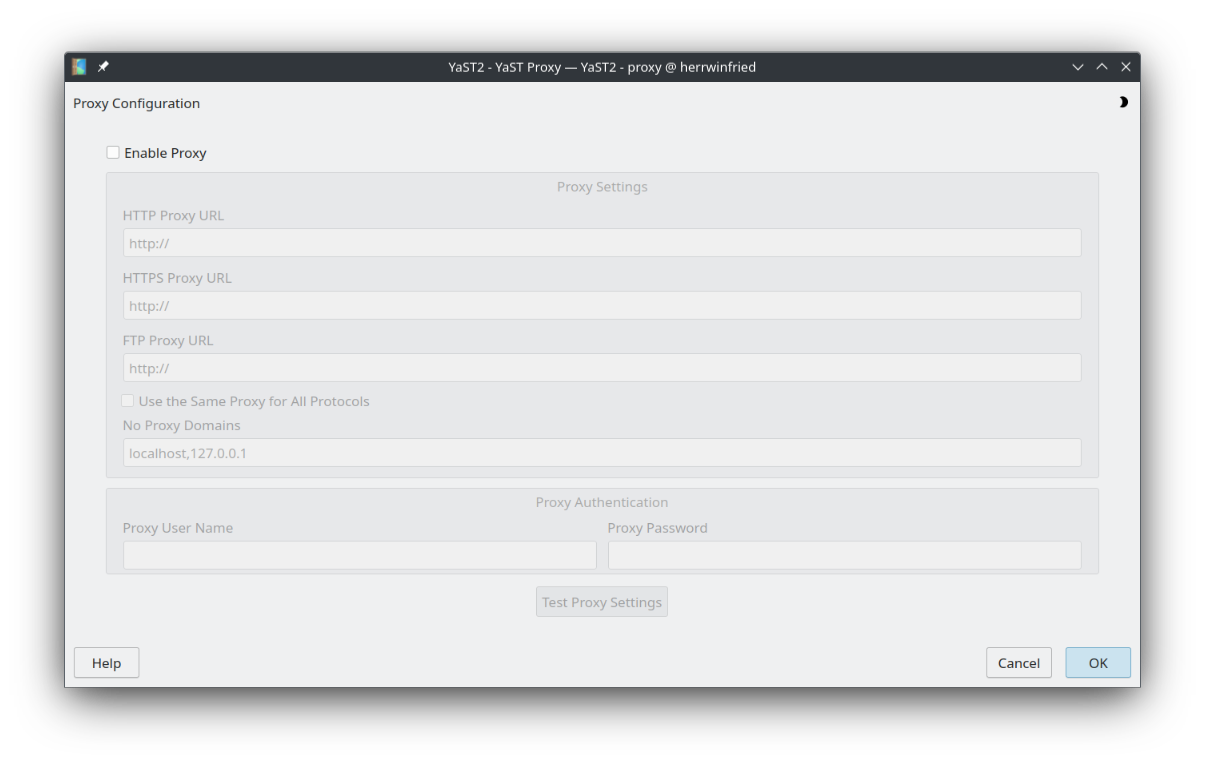 YaST2 - YaST Proxy — YaST2 - proxy @ herrwinfried
Proxy Configuration
Enable Proxy
Proxy Settings
HTTP Proxy URL
http://
HTTPS Proxy URL
http://
FTP Proxy URL
http://
Use the Same Proxy for All Protocols
No Proxy Domains
localhost,127.0.0.1
Proxy Authentication
Proxy User Name Proxy Password
Test Proxy Settings
Help Cancel OK